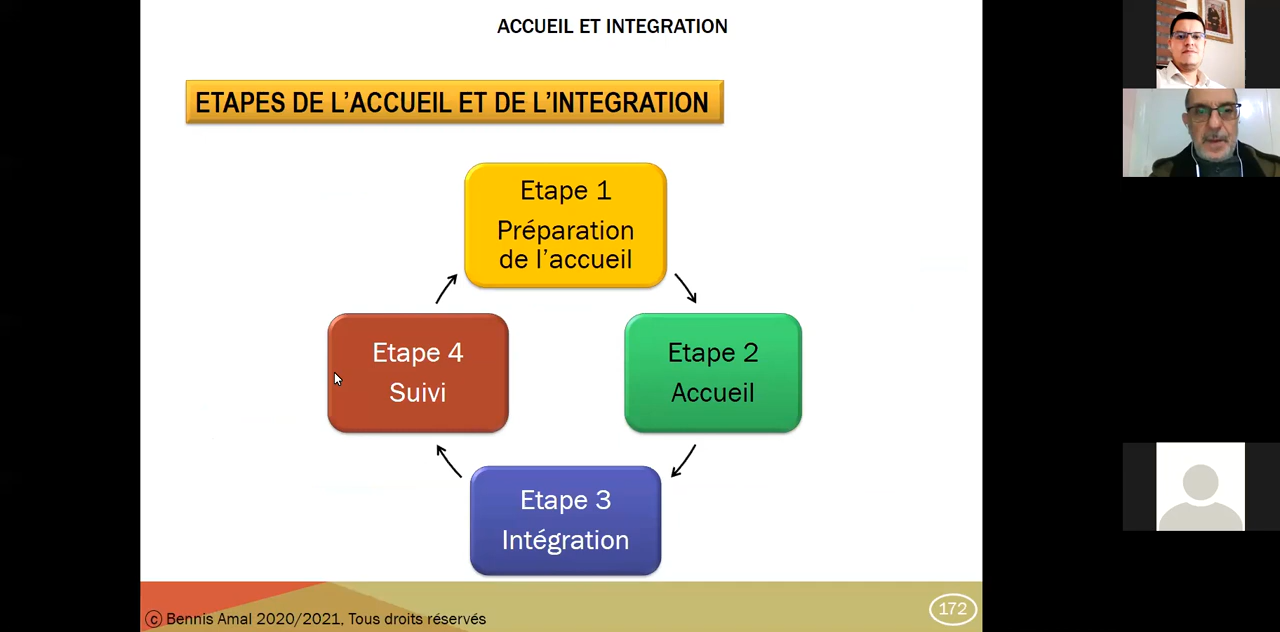 ACCUEIL ET INTEGRATION
ETAPES DE L’ACCUEIL ET DE L’INTEGRATION
Etape 1
Préparation
de l’accueil
Etape 2
Accueil
Etape 3
Intégration
Etape 4
Suivi
© Bennis Amal 2020/2021, Tous droits réservés
172